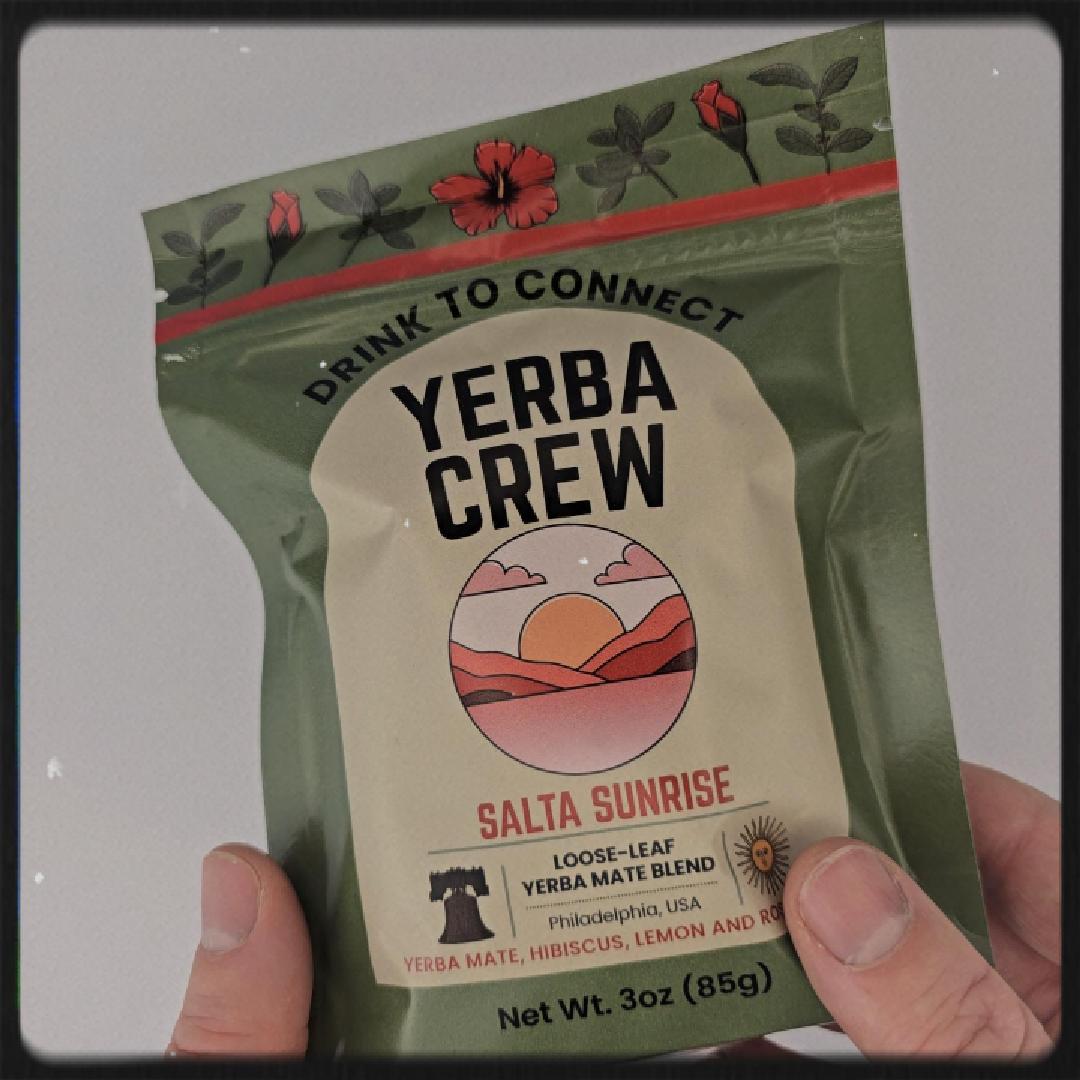 DRINK TO CONNECT
YERBA
CREW
SALTA SUNRISE
LOOSE-LEAF
YERBA MATE BLEND
Philadelphia, USA
YERBA MATE, HIBISCUS, LEMON AND
Net Wt. 3oz (85g)